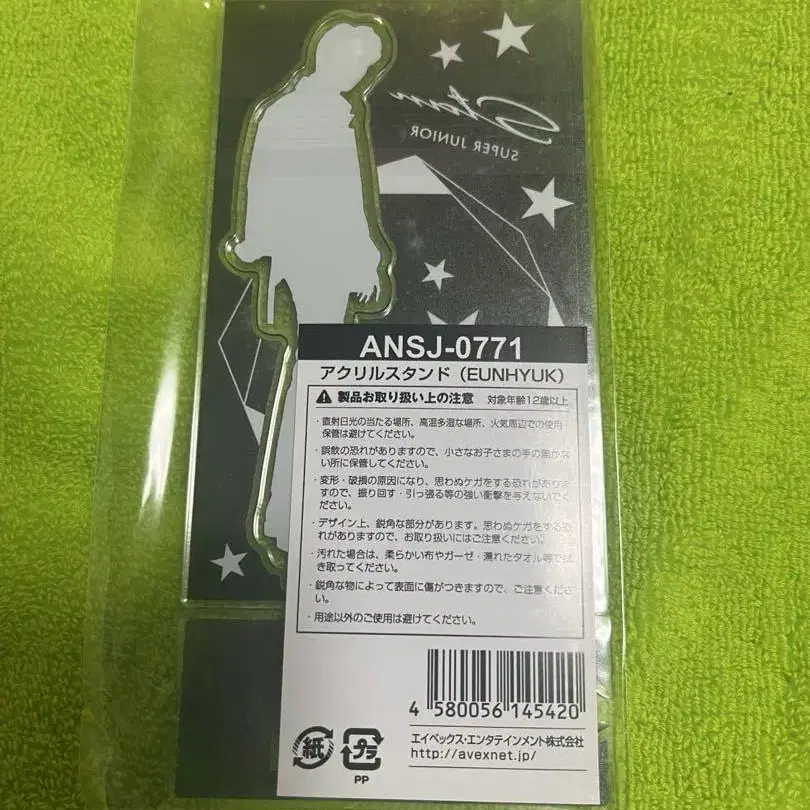 Star
SUPER JUNIOR
ANSJ-0771
アクリルスタンド（EUNHYUK）
製品お取り扱い上の注意 対象年齢12歳以上
・直射日光の当たる場所、高温多湿な場所、火気周辺での使用・
保管は避けてください。
・誤飲の恐れがありますので、小さなお子さまの手の届かな
い所に保管してください。
・変形・破損の原因になり、思わぬケガをする恐れがありま
すので、振り回す・引っ張る等の強い衝撃を与えないでく
ださい。
・デザイン上、鋭角な部分があります。思わぬケガをする恐
れがありますので、お取り扱いにはご注意ください。
・汚れた場合は、柔らかい布やガーゼ・濡れたタオル等で拭
き取ってください。
・鋭角な物によって表面に傷がつきますので、ご注意くださ
い。
・用途以外のご使用は避けてください。
4 580056 145420
紙 プラ
PP
エイベックス・エンタテインメント株式会社
http://avexnet.jp/